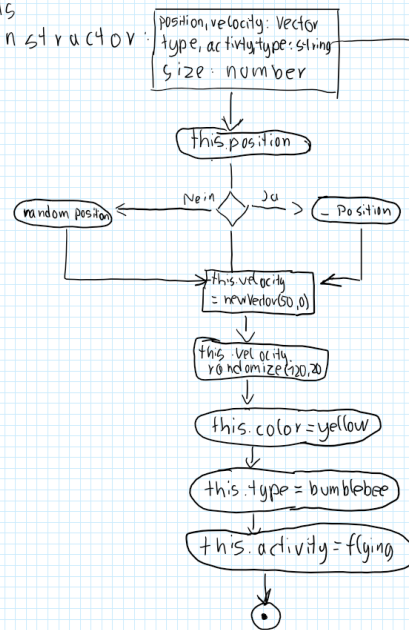 nstructor:
position, velocity: Vector
type, activitytype: string
size: number
this.position
Nein
Ja
random position
_Position
this.velocity
= newVector(50,0)
this.velocity
randomize(120,20
this.color=yellow
this.type=bumblebee
this.activity=flying